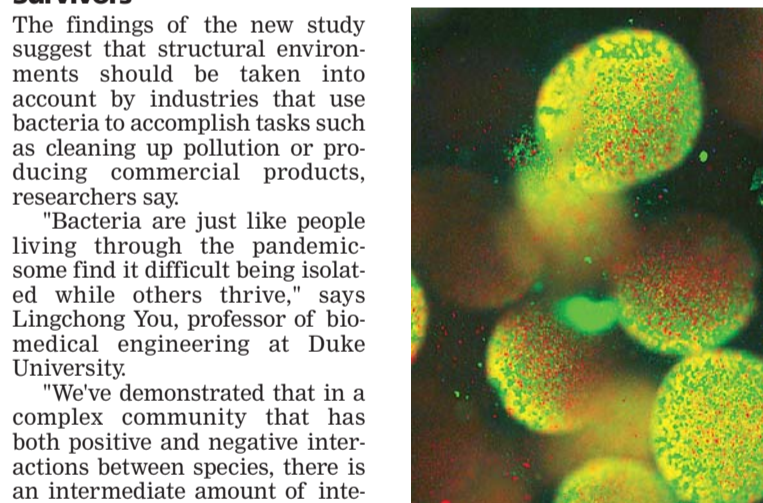 Survivors
The findings of the new study
suggest that structural environ-
ments should be taken into
account by industries that use
bacteria to accomplish tasks such
as cleaning up pollution or pro-
ducing commercial products,
researchers say.
"Bacteria are just like people
living through the pandemic-
some find it difficult being isolat-
ed while others thrive," says
Lingchong You, professor of bio-
medical engineering at Duke
University.
"We've demonstrated that in a
complex community that has
both positive and negative inter-
actions between species, there is
an intermediate amount of inte-